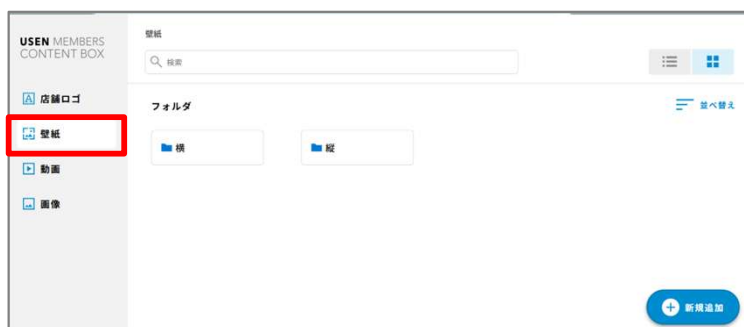 USEN MEMBERS
CONTENT BOX
店舗ロゴ
壁紙
動画
画像
壁紙
検索
フォルダ
並べ替え
横
縦
新規追加